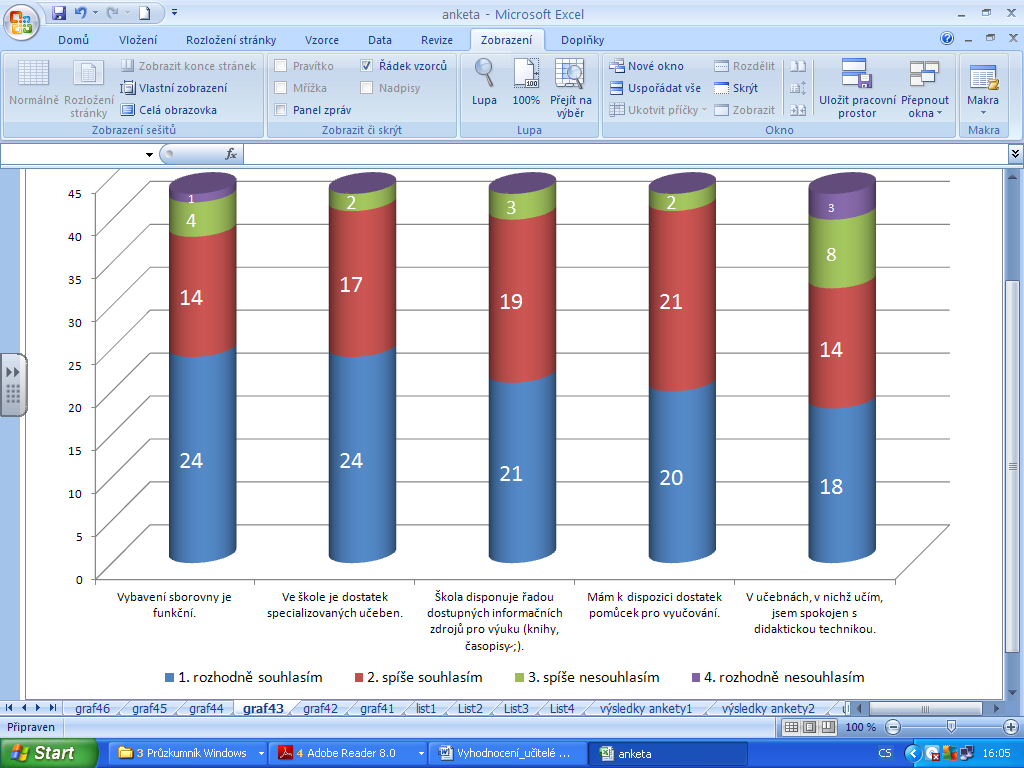 anketa - Microsoft Excel
Domů Vložení Rozložení stránky Vzorce Data Revize Zobrazení Doplňky
Normálně
Rozložení
stránky
Zobrazit konce stránek
Vlastní zobrazení
Celá obrazovka
Zobrazení sešitů
Pravítko
Mřížka
Panel zpráv
Řádek vzorců
Nadpisy
Zobrazit či skrýt
Lupa
100%
Přejít na
výběr
Lupa
Nové okno
Uspořádat vše
Ukotvit příčky
Rozdělit
Skrýt
Zobrazit
Uložit pracovní
prostor
Přepnout
okna
Okno
Makra
Makra
fx
45
40
35
30
25
20
15
10
5
0
1
4
14
24
2
17
24
3
19
21
2
21
20
3
8
14
18
Vybavení sborovny je
funkční.
Ve škole je dostatek
specializovaných učeben.
Škola disponuje řadou
dostupných informačních
zdrojů pro výuku (knihy,
časopisy·;).
Mám k dispozici dostatek
pomůcek pro vyučování.
V učebnách, v nichž učím,
jsem spokojen s
didaktickou technikou.
1. rozhodně souhlasím 2. spíše souhlasím 3. spíše nesouhlasím 4. rozhodně nesouhlasím
graf46 graf45 graf44 graf43 graf42 graf41 list1 List2 List3 List4 výsledky ankety1 výsledky ankety2
Připraven 100 %
Start 3 Průzkumník Windows 4 Adobe Reader 8.0 Vyhodnocení_učitelé ... anketa CS 16:05